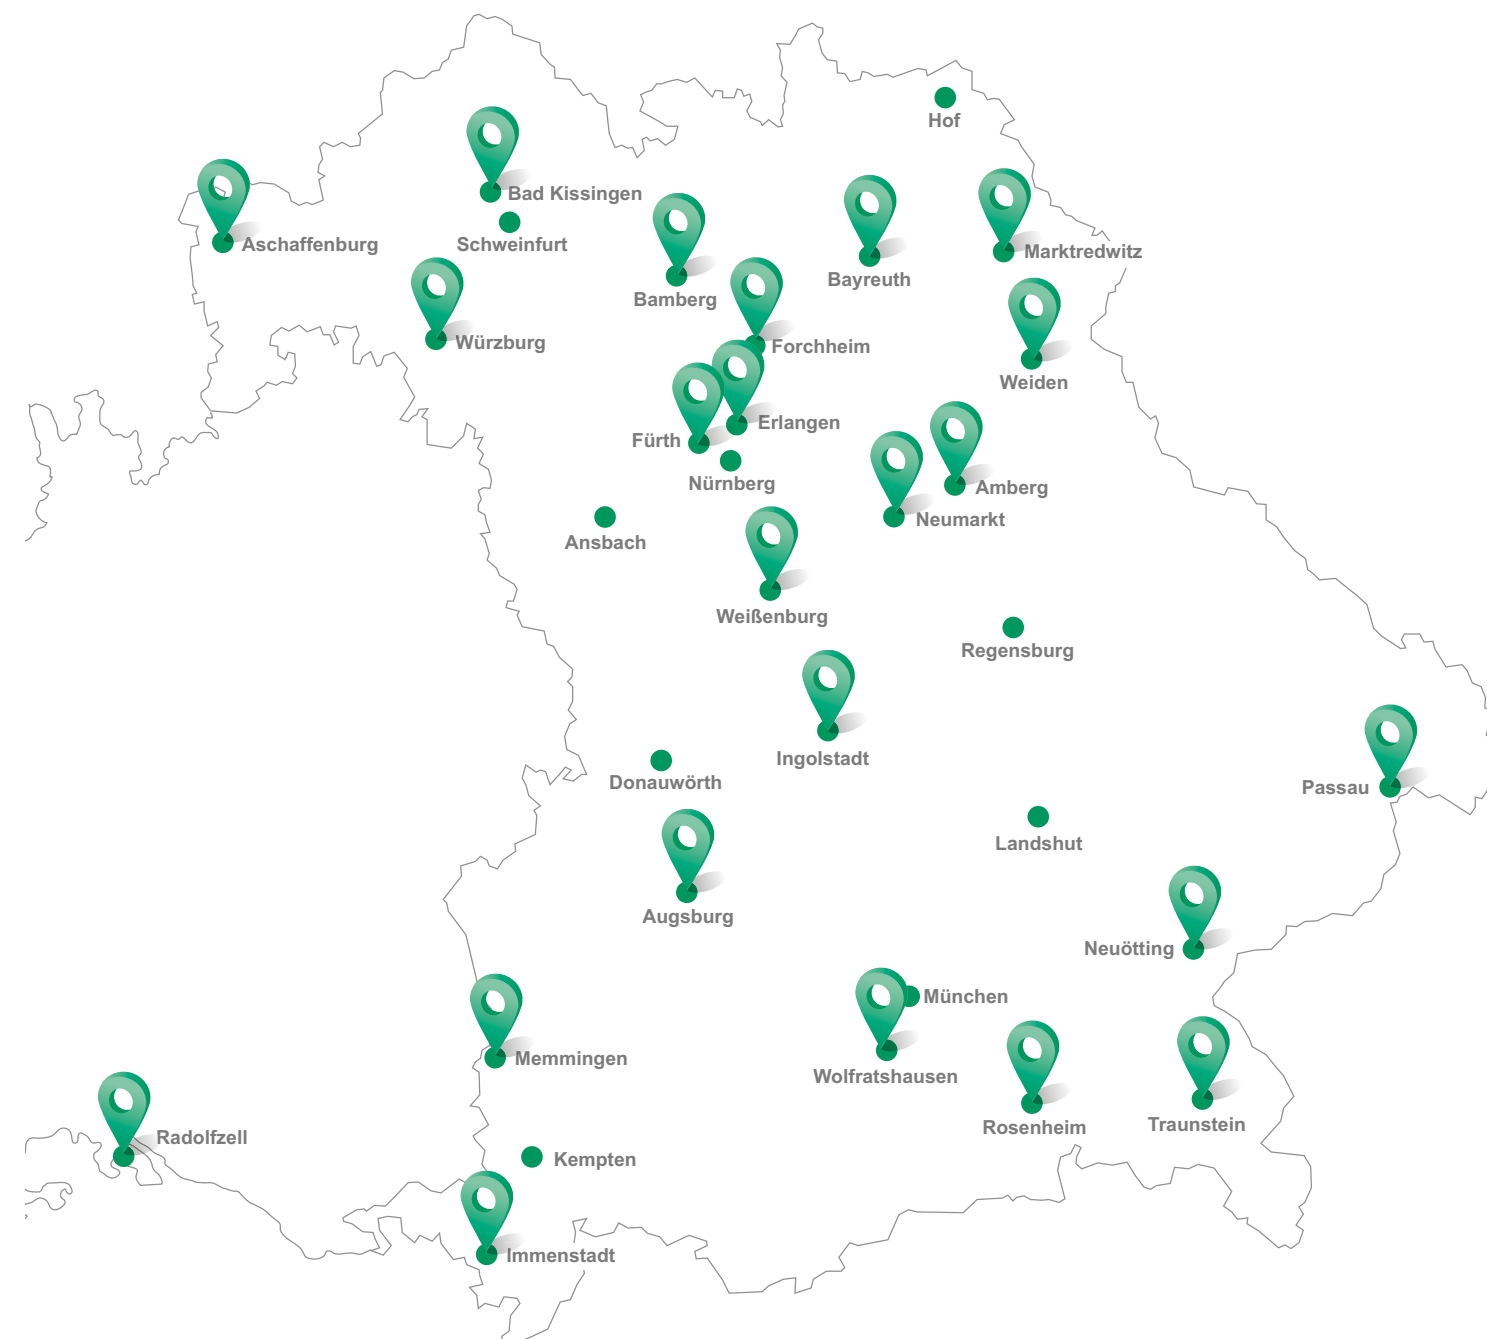 Hof
Bad Kissingen
Schweinfurt
Aschaffenburg
Marktredwitz
Bayreuth
Bamberg
Würzburg
Forchheim
Weiden
Erlangen
Fürth
Nürnberg
Amberg
Neumarkt
Ansbach
Weißenburg
Regensburg
Ingolstadt
Donauwörth
Passau
Landshut
Augsburg
Neuötting
München
Memmingen
Wolfratshausen
Rosenheim
Traunstein
Radolfzell
Kempten
Immenstadt